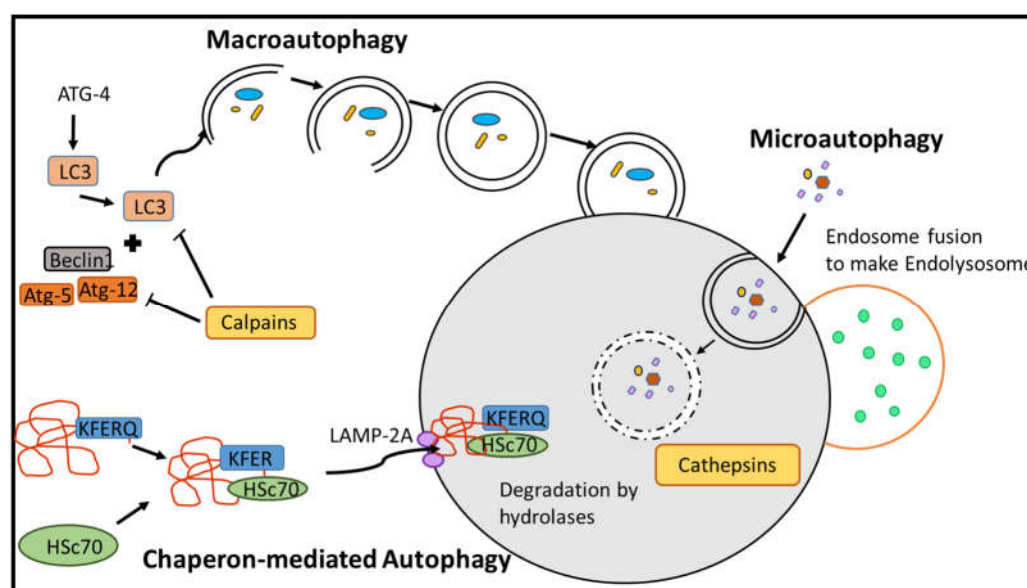 Macroautophagy
ATG-4
LC3
LC3
Beclin1
Atg-5
Atg-12
Calpains
Microautophagy
Endosome fusion
to make Endolysosome
KFERQ
KFER
HSc70
HSc70
LAMP-2A
KFERQ
HSc70
Cathepsins
Degradation by
hydrolases
Chaperon-mediated Autophagy